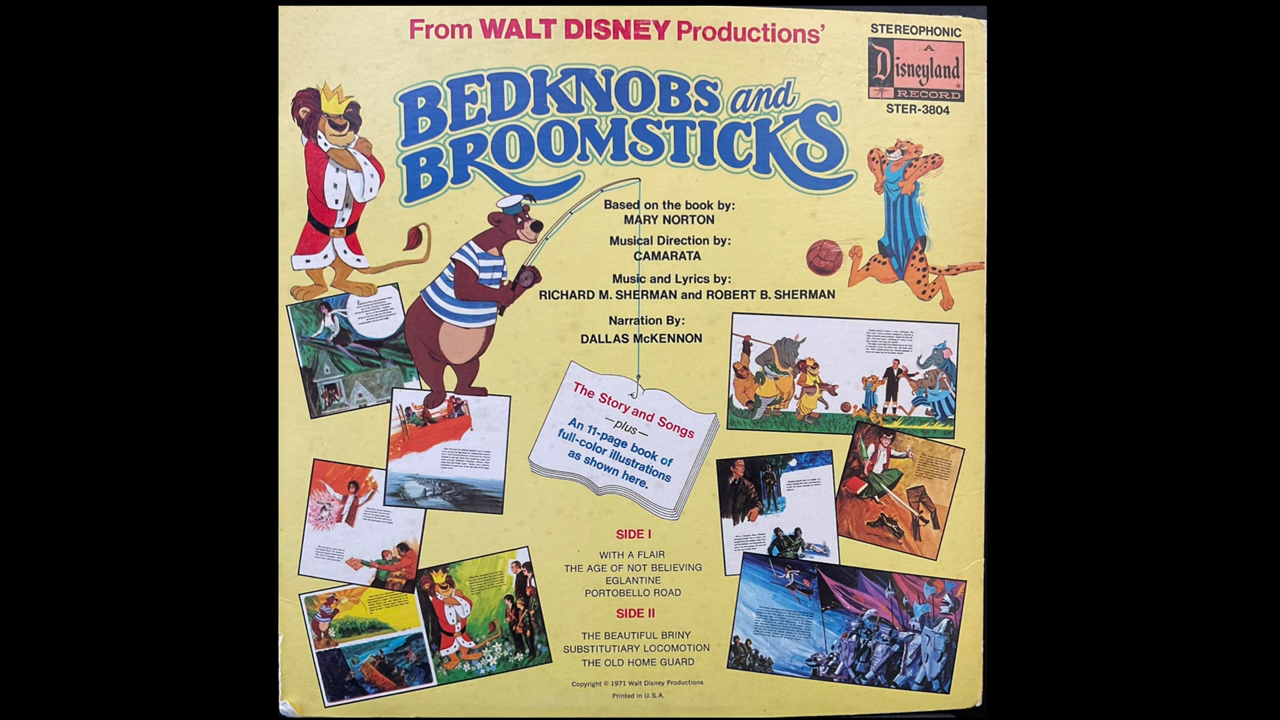 From WALT DISNEY Productions'
STEREOPHONIC
A
Disneyland
RECORD
STER-3804
BEDKNOBS and
BROOMSTICKS
Based on the book by:
MARY NORTON
Musical Direction by:
CAMARATA
Music and Lyrics by:
RICHARD M. SHERMAN and ROBERT B. SHERMAN
Narration By:
DALLAS McKENNON
The Story and Songs
—plus—
An 11-page book of
full-color illustrations
as shown here.
SIDE I
WITH A FLAIR
THE AGE OF NOT BELIEVING
EGLANTINE
PORTOBELLO ROAD
SIDE II
THE BEAUTIFUL BRINY
SUBSTITUTIARY LOCOMOTION
THE OLD HOME GUARD
Copyright © 1971 Walt Disney Productions
Printed in U.S.A.